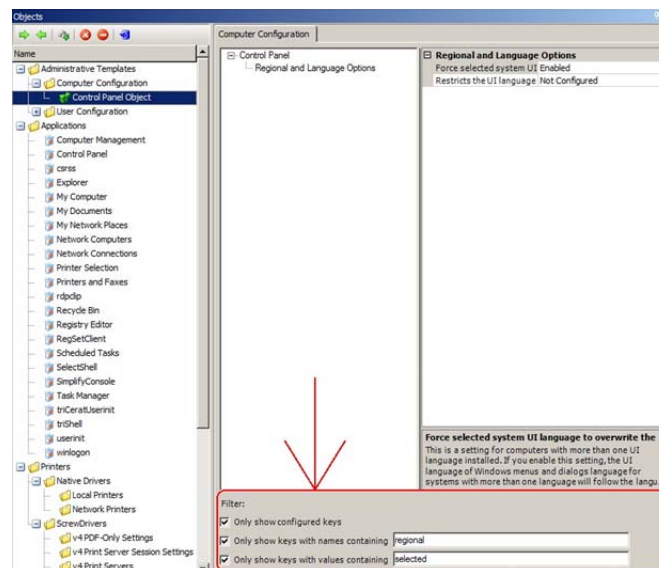 Objects
Name
Administrative Templates
Computer Configuration
Control Panel Object
User Configuration
Applications
Computer Management
Control Panel
csrss
Explorer
My Computer
My Documents
My Network Places
Network Computers
Network Connections
Printer Selection
Printers and Faxes
rdpclip
Recycle Bin
Registry Editor
RegSetClient
Scheduled Tasks
SelectShell
SimplifyConsole
Task Manager
triCeratUserinit
triShell
userinit
winlogon
Printers
Native Drivers
Local Printers
Network Printers
ScrewDrivers
v4 PDF-Only Settings
v4 Print Server Session Settings
v4 Print Servers
Computer Configuration
Control Panel
Regional and Language Options
Regional and Language Options
Force selected system UI Enabled
Restricts the UI language Not Configured
Force selected system UI language to overwrite the
This is a setting for computers with more than one UI
language installed. If you enable this setting, the UI
language of Windows menus and dialogs language for
systems with more than one language will follow the langu
Filter:
Only show configured keys
Only show keys with names containing regional
Only show keys with values containing selected